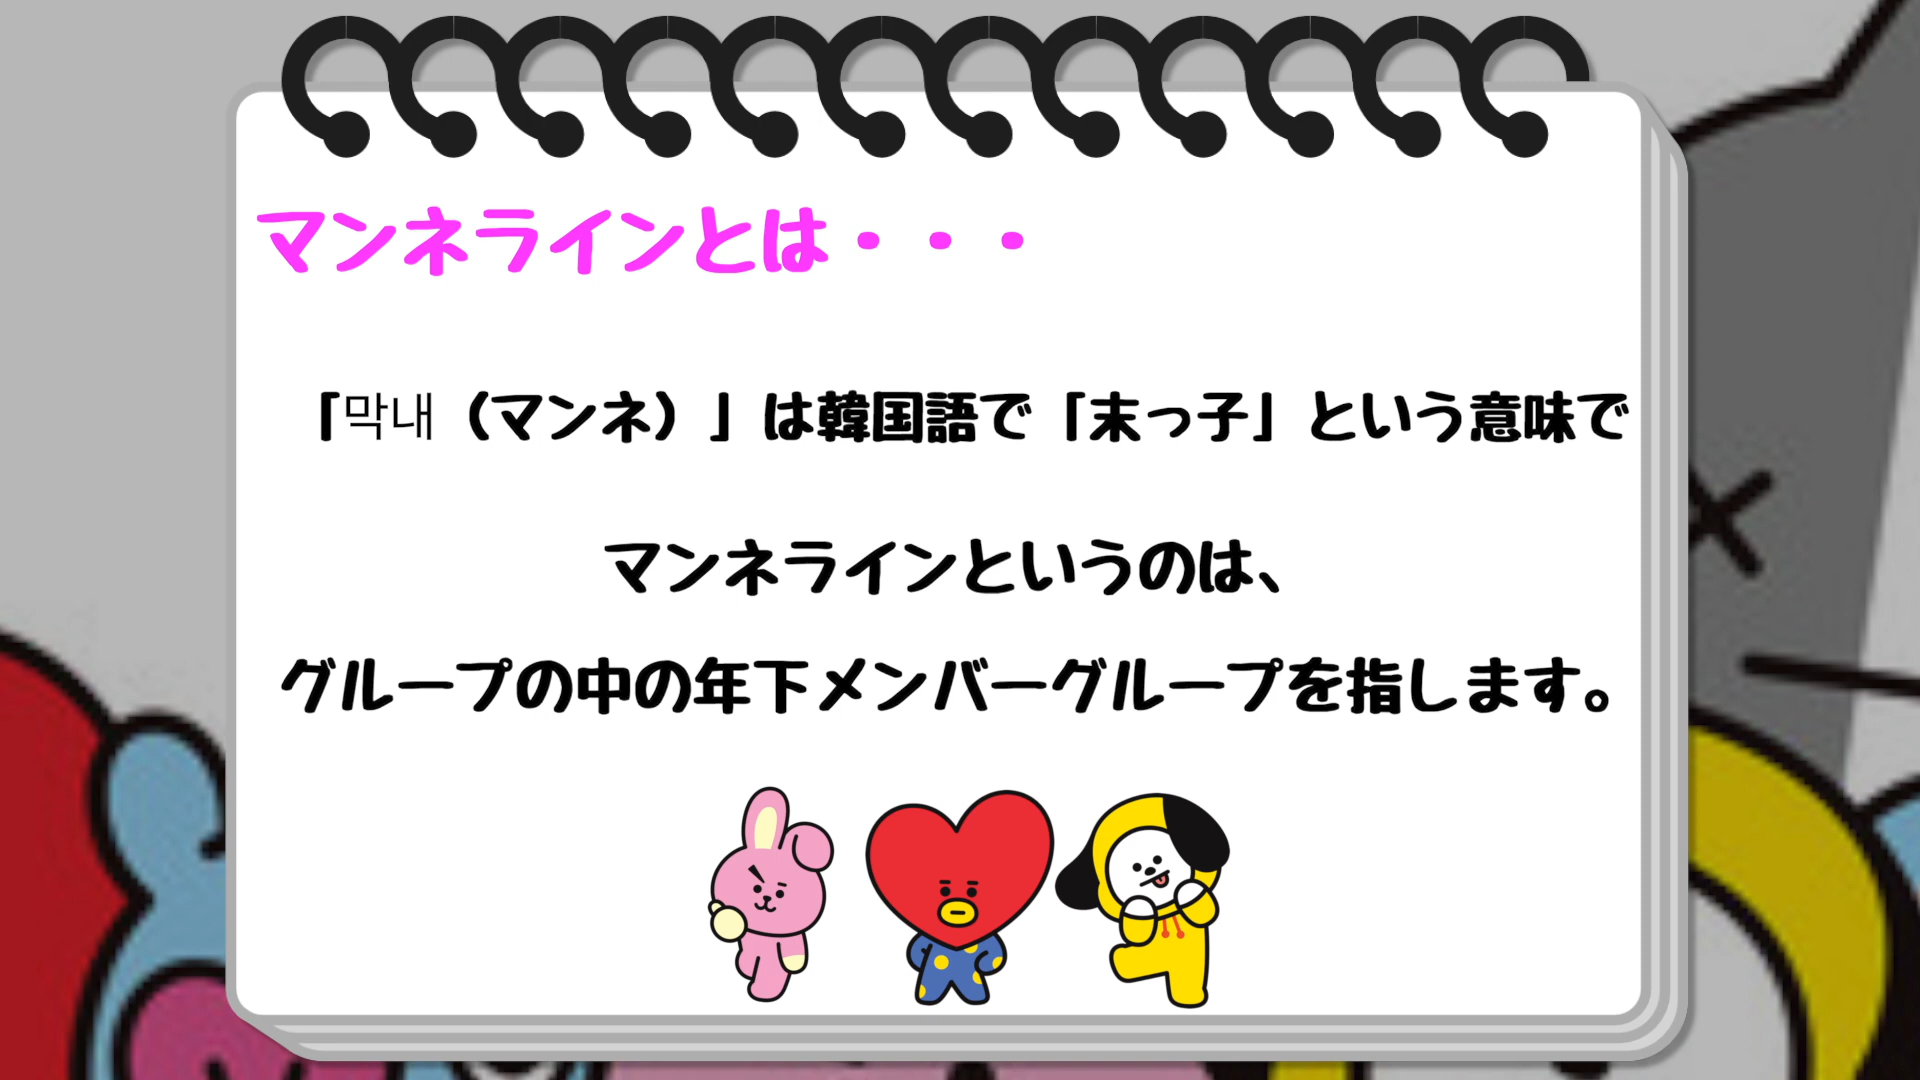 マンネラインとは・・・
「막내（マンネ）」は韓国語で「末っ子」という意味で
マンネラインというのは、
グループの中の年下メンバーグループを指します。